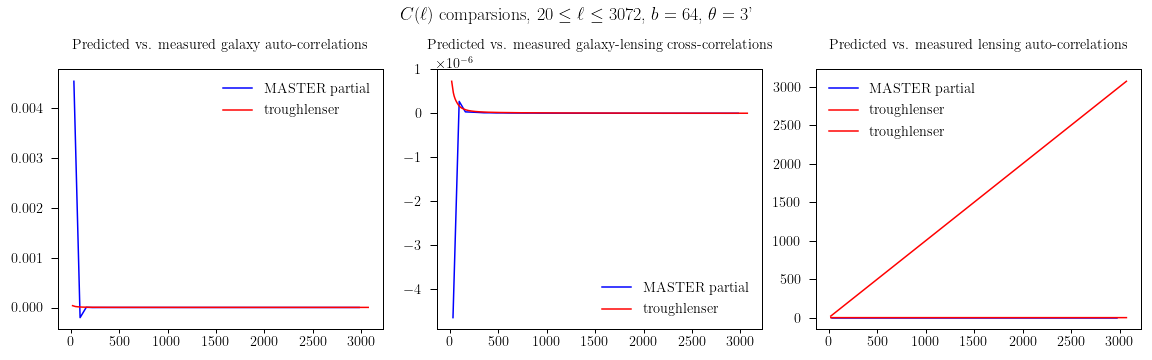 C(ℓ) comparsions, 20 ≤ ℓ ≤ 3072, b = 64, θ = 3’
Predicted vs. measured galaxy auto-correlations
MASTER partial
troughlenser
0.004
0.003
0.002
0.001
0.000
0 500 1000 1500 2000 2500 3000
Predicted vs. measured galaxy-lensing cross-correlations
×10⁻⁶
1
0
−1
−2
−3
−4
MASTER partial
troughlenser
0 500 1000 1500 2000 2500 3000
Predicted vs. measured lensing auto-correlations
MASTER partial
troughlenser
troughlenser
3000
2500
2000
1500
1000
500
0
0 500 1000 1500 2000 2500 3000